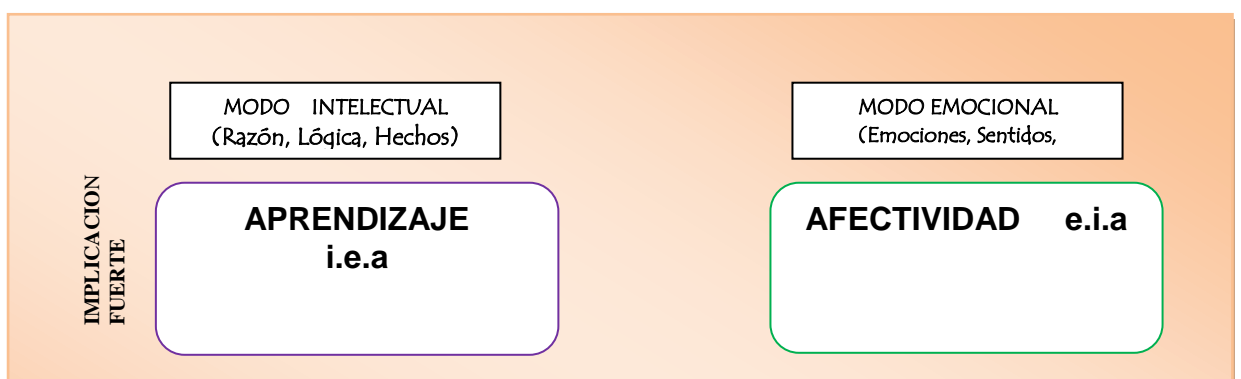 MODO INTELECTUAL
(Razón, Lógica, Hechos)
MODO EMOCIONAL
(Emociones, Sentidos,
IMPLICACION
FUERTE
APRENDIZAJE
i.e.a
AFECTIVIDAD e.i.a